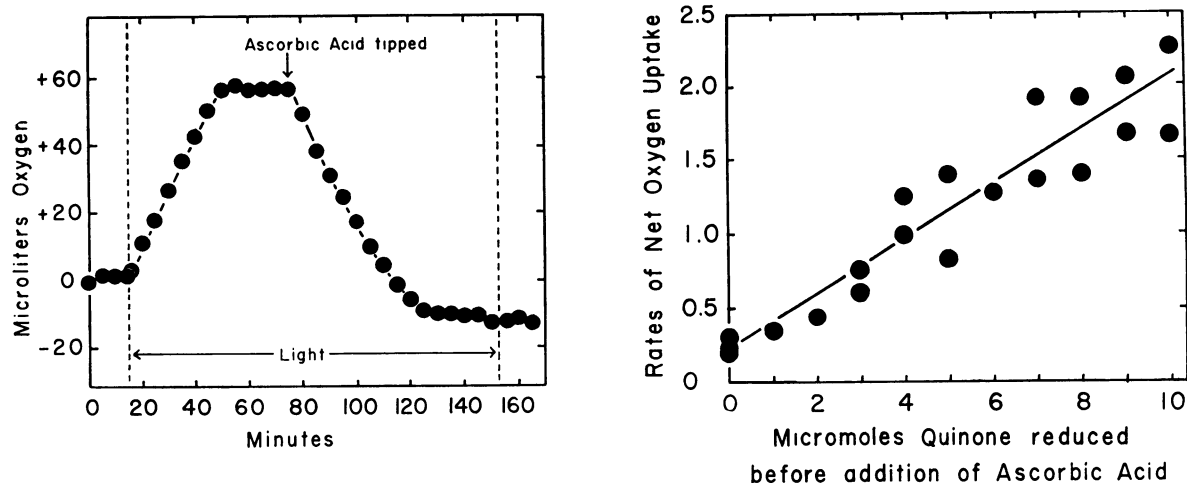 Ascorbic Acid tipped
Microliters Oxygen
+60
+40
+20
0
-20
Light
0 20 40 60 80 100 120 140 160
Minutes
Rates of Net Oxygen Uptake
2.5
2.0
1.5
1.0
0.5
0
0 2 4 6 8 10
Micromoles Quinone reduced
before addition of Ascorbic Acid